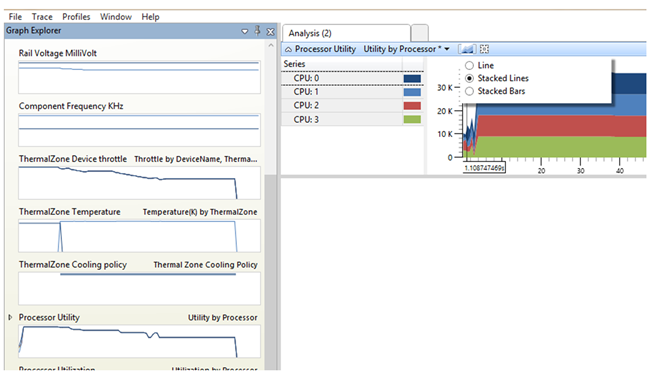 File Trace Profiles Window Help
Graph Explorer
Rail Voltage MilliVolt
Component Frequency KHz
ThermalZone Device throttle Throttle by DeviceName, Therma...
ThermalZone Temperature Temperature(K) by ThermalZone
ThermalZone Cooling policy Thermal Zone Cooling Policy
Processor Utility Utility by Processor
Processor Utilization Utilization by Processor
Analysis (2)
Processor Utility Utility by Processor *
Series
CPU: 0
CPU: 1
CPU: 2
CPU: 3
Line
Stacked Lines
Stacked Bars
30 K
20 K
10 K
0
1.108747469s
20
40